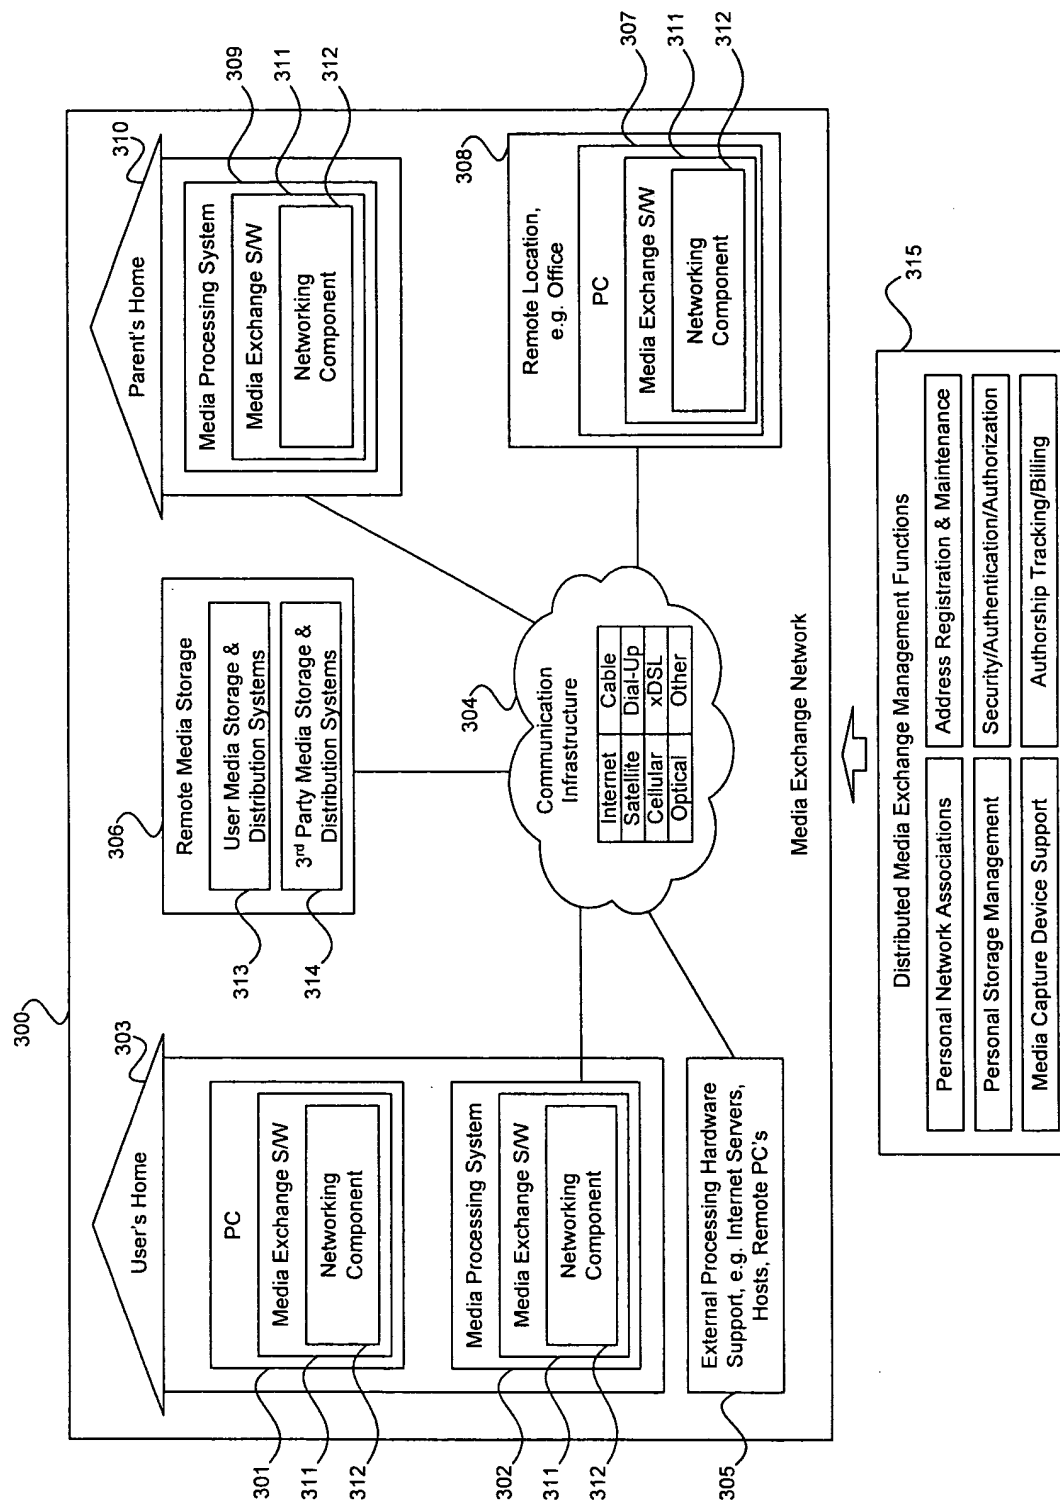 300
303
User's Home
PC
Media Exchange S/W
Networking
Component
301
311
312
Media Processing System
Media Exchange S/W
Networking
Component
302
311
312
External Processing Hardware
Support, e.g. Internet Servers,
Hosts, Remote PC's
305
306
Remote Media Storage
User Media Storage &
Distribution Systems
3rd Party Media Storage &
Distribution Systems
313
314
304
Communication
Infrastructure
Internet Cable
Satellite Dial-Up
Cellular xDSL
Optical Other
310
Parent's Home
Media Processing System
Media Exchange S/W
Networking
Component
309
311
312
308
Remote Location,
e.g. Office
PC
Media Exchange S/W
Networking
Component
307
311
312
Media Exchange Network
315
Distributed Media Exchange Management Functions
Personal Network Associations
Address Registration & Maintenance
Personal Storage Management
Security/Authentication/Authorization
Media Capture Device Support
Authorship Tracking/Billing